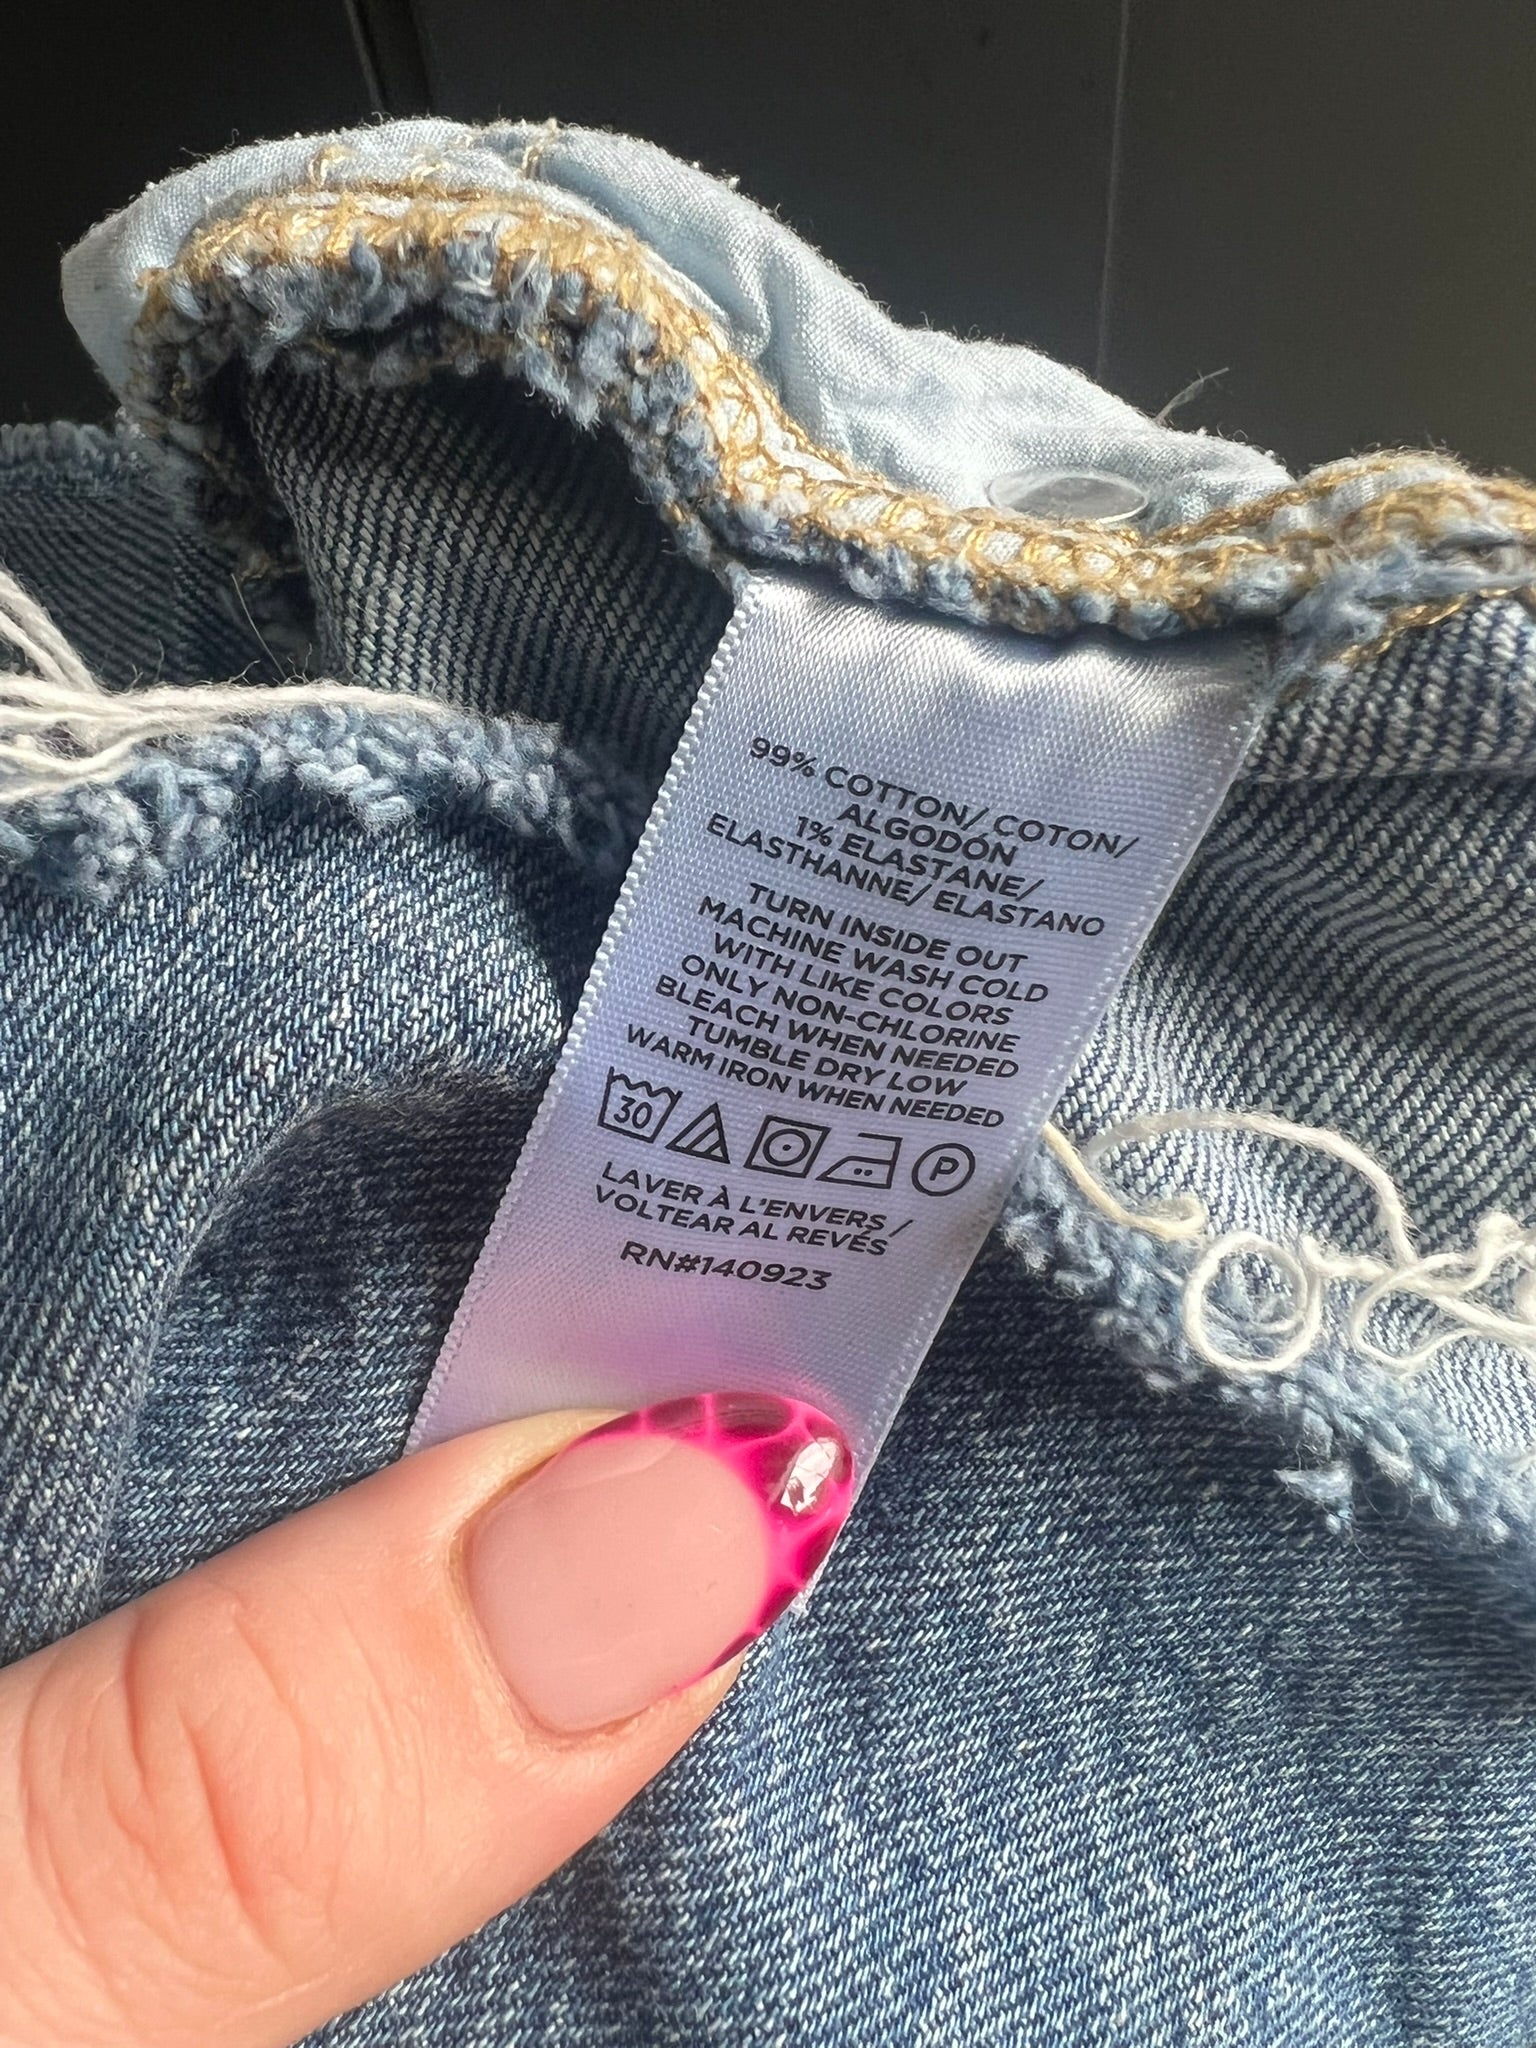 99% COTTON/ COTON/
ALGODÓN
1% ELASTANE/
ELASTHANNE/ ELASTANO
TURN INSIDE OUT
MACHINE WASH COLD
WITH LIKE COLORS
ONLY NON-CHLORINE
BLEACH WHEN NEEDED
TUMBLE DRY LOW
WARM IRON WHEN NEEDED
30 P
LAVER À L'ENVERS /
VOLTEAR AL REVÉS
RN#140923